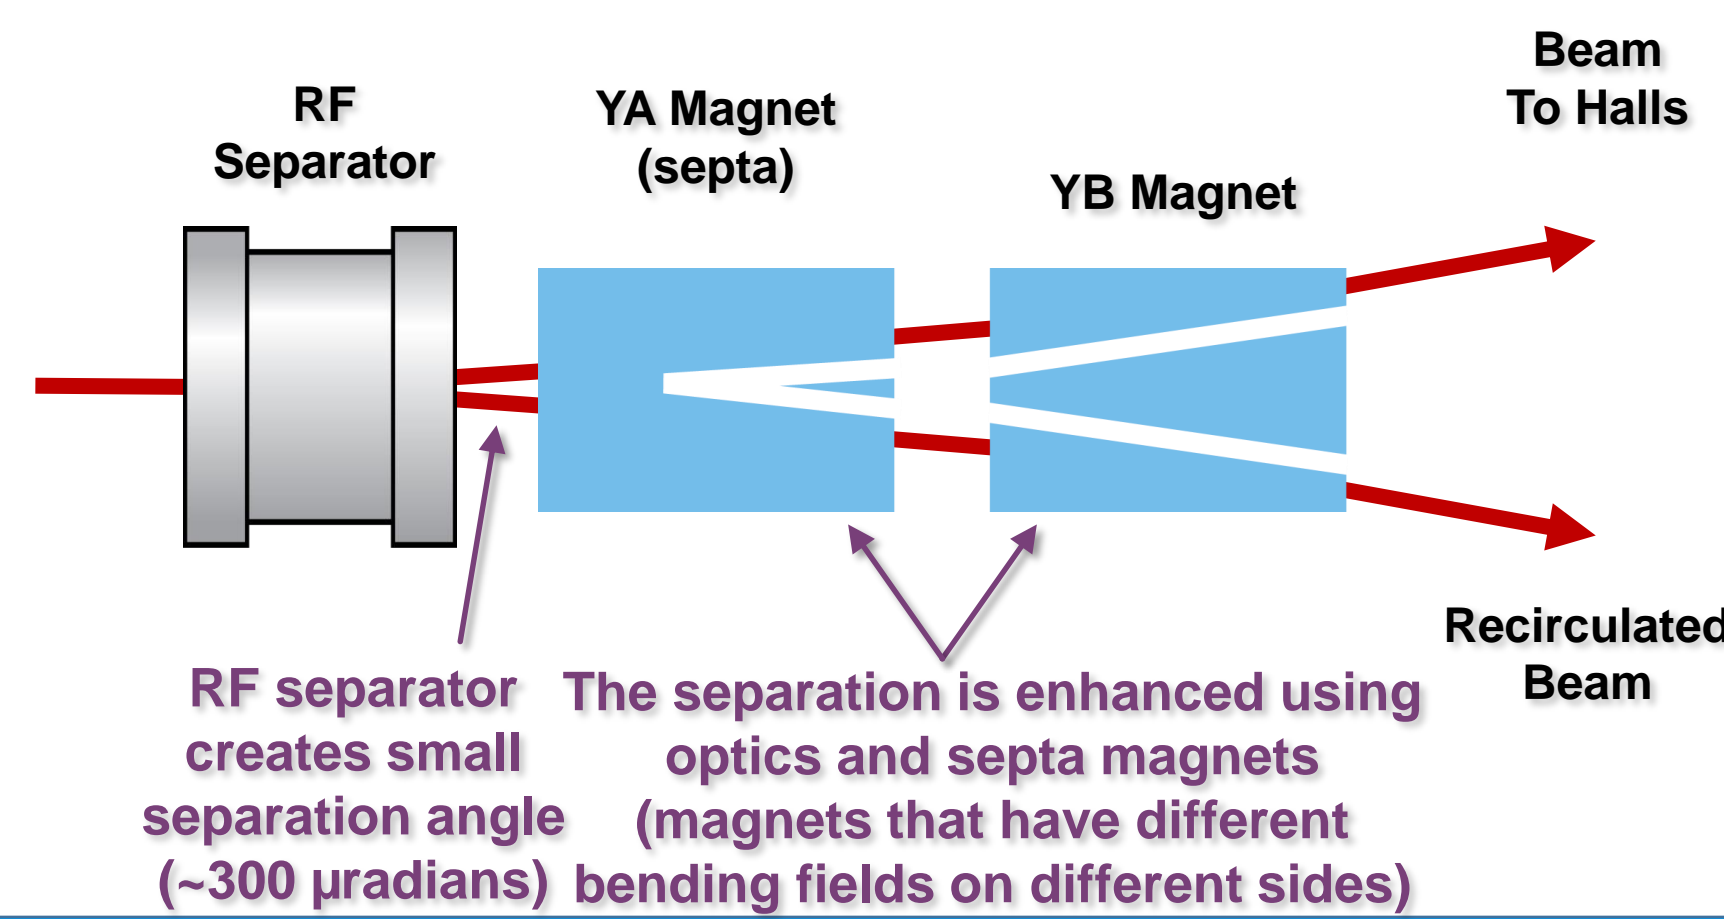 RF
Separator
YA Magnet
(septa)
YB Magnet
Beam
To Halls
Recirculated
Beam
RF separator
creates small
separation angle
(~300 µradians)
The separation is enhanced using
optics and septa magnets
(magnets that have different
bending fields on different sides)